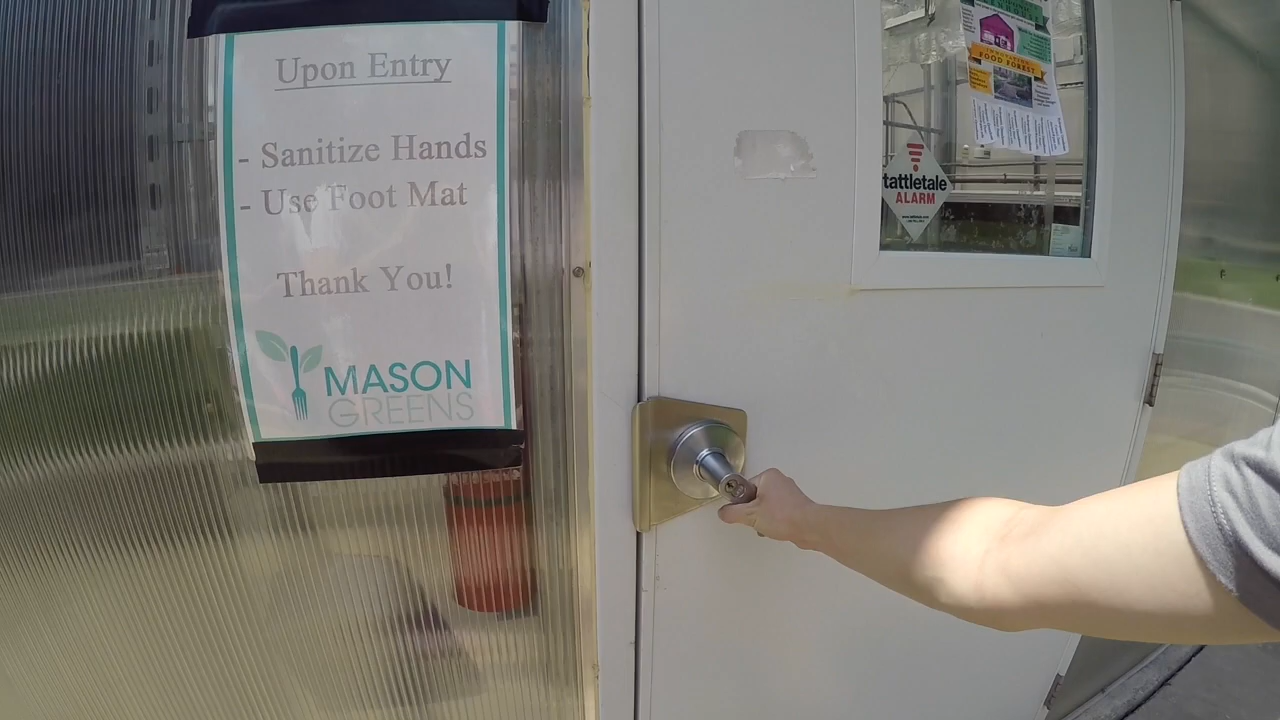 Upon Entry
- Sanitize Hands
- Use Foot Mat
Thank You!
MASON
GREENS
FOOD FOREST
tattletale
ALARM